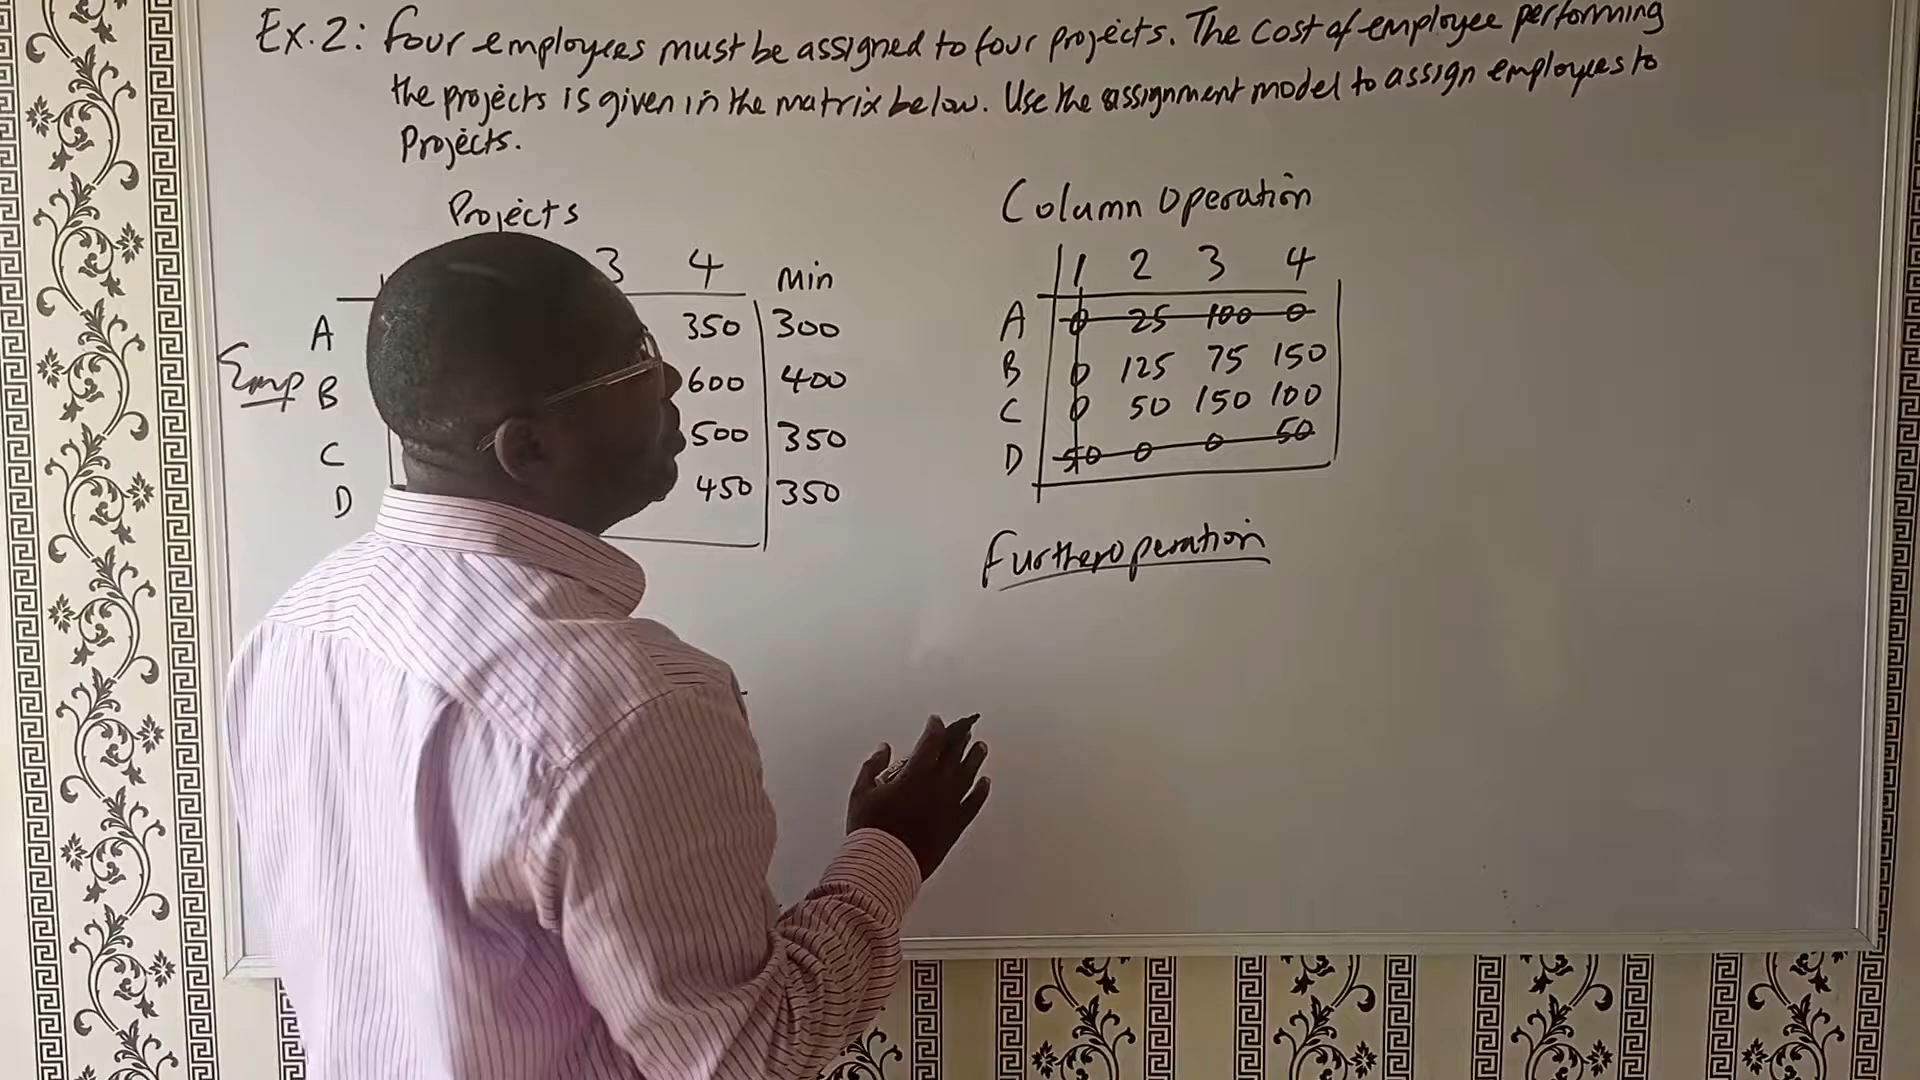 Ex.2: Four employees must be assigned to four projects. The cost of employee performing
the projects is given in the matrix below. Use the assignment model to assign employees to
Projects.
Projects
3 4 Min
A 350 300
Emp B 600 400
C 500 350
D 450 350
Column Operation
1 2 3 4
A 0 25 100 0
B 0 125 75 150
C 0 50 150 100
D 50 0 0 50
Further Operation